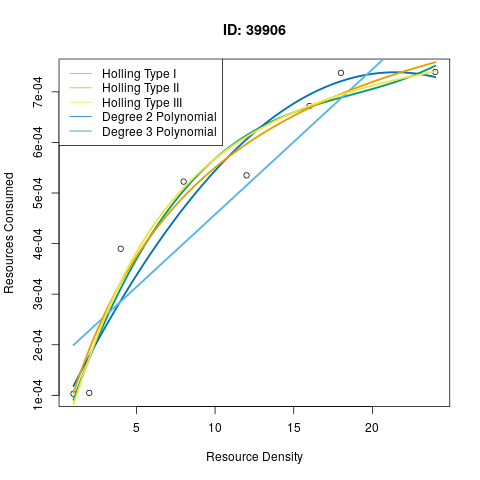 ID: 39906
Holling Type I
Holling Type II
Holling Type III
Degree 2 Polynomial
Degree 3 Polynomial
Resources Consumed
7e-04
6e-04
5e-04
4e-04
3e-04
2e-04
1e-04
5 10 15 20
Resource Density